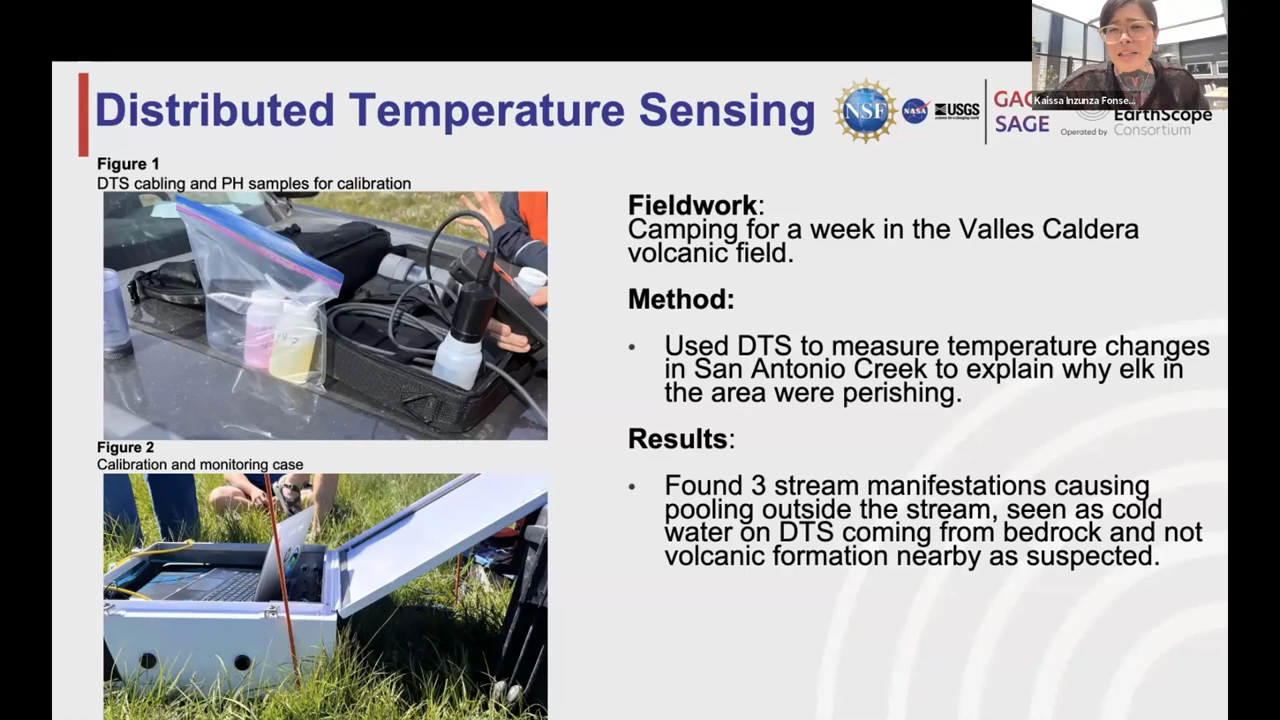 Distributed Temperature Sensing
NSF
NASA
USGS
SAGE
Operated by
EarthScope
Consortium
Kaissa Inzunza Fonse...
Figure 1
DTS cabling and PH samples for calibration
Figure 2
Calibration and monitoring case
Fieldwork:
Camping for a week in the Valles Caldera
volcanic field.
Method:
• Used DTS to measure temperature changes
in San Antonio Creek to explain why elk in
the area were perishing.
Results:
• Found 3 stream manifestations causing
pooling outside the stream, seen as cold
water on DTS coming from bedrock and not
volcanic formation nearby as suspected.